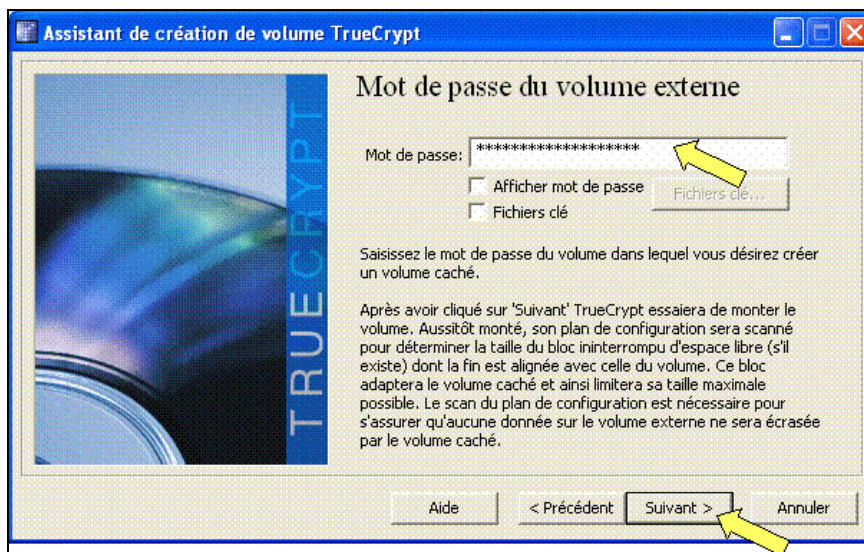 Assistant de création de volume TrueCrypt
Mot de passe du volume externe
Mot de passe: *******************
Afficher mot de passe
Fichiers clé...
Fichiers clé
Saisissez le mot de passe du volume dans lequel vous désirez créer
un volume caché.
Après avoir cliqué sur 'Suivant' TrueCrypt essaiera de monter le
volume. Aussitôt monté, son plan de configuration sera scanné
pour déterminer la taille du bloc ininterrompu d'espace libre (s'il
existe) dont la fin est alignée avec celle du volume. Ce bloc
adaptera le volume caché et ainsi limitera sa taille maximale
possible. Le scan du plan de configuration est nécessaire pour
s'assurer qu'aucune donnée sur le volume externe ne sera écrasée
par le volume caché.
TRUECRYPT
Aide
< Précédent
Suivant >
Annuler